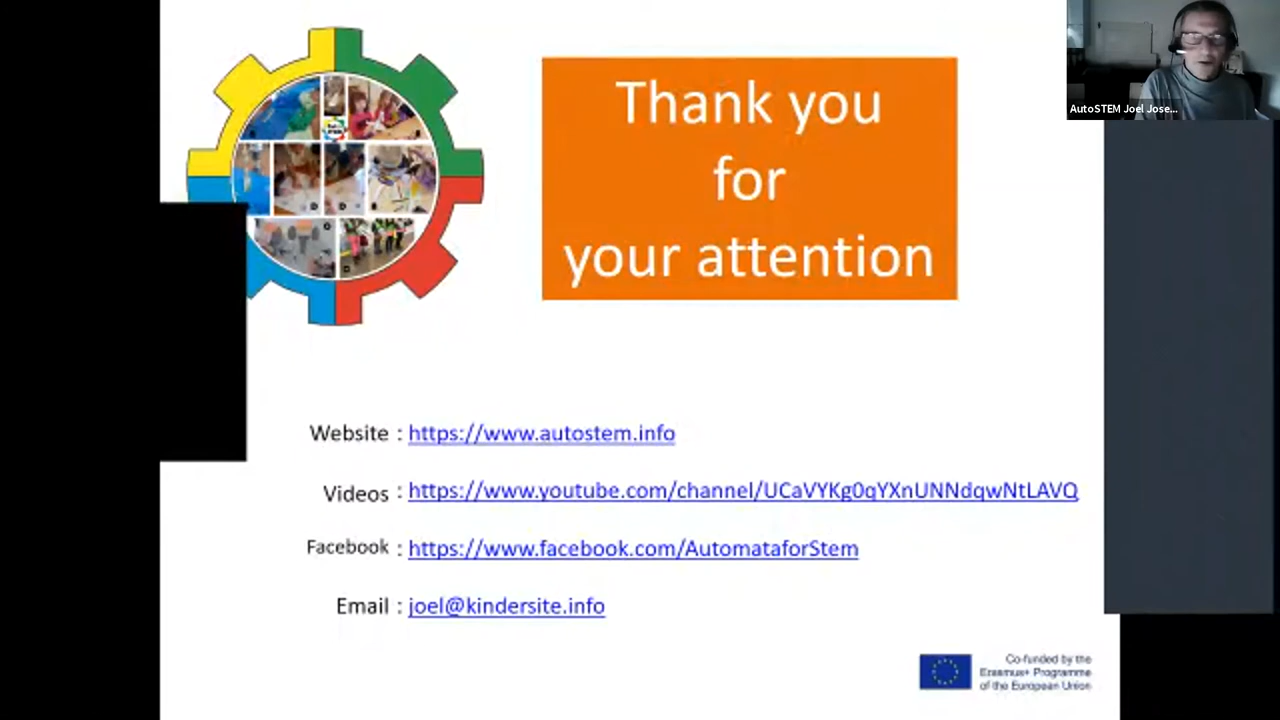 AutoSTEM Joel Jose...
Thank you
for
your attention
Website : https://www.autostem.info
Videos : https://www.youtube.com/channel/UCaVYKg0qYXnUNNdqwNtLAVQ
Facebook : https://www.facebook.com/AutomataforStem
Email : joel@kindersite.info
Co-funded by the
Erasmus+ Programme
of the European Union